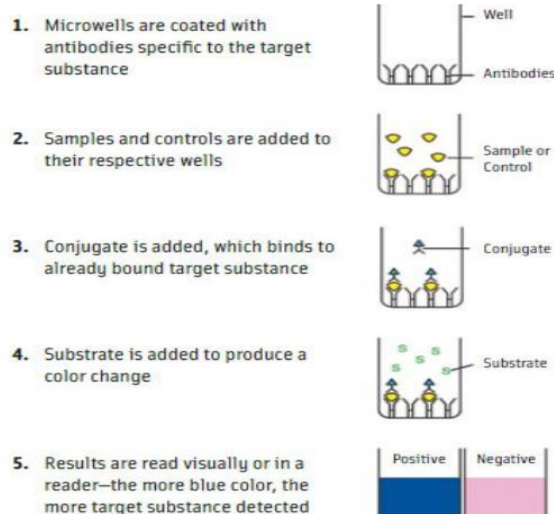 1. Microwells are coated with
antibodies specific to the target
substance
Well
Antibodies
2. Samples and controls are added to
their respective wells
Sample or
Control
3. Conjugate is added, which binds to
already bound target substance
Conjugate
4. Substrate is added to produce a
color change
S S S S S
Substrate
5. Results are read visually or in a
reader—the more blue color, the
more target substance detected
Positive
Negative